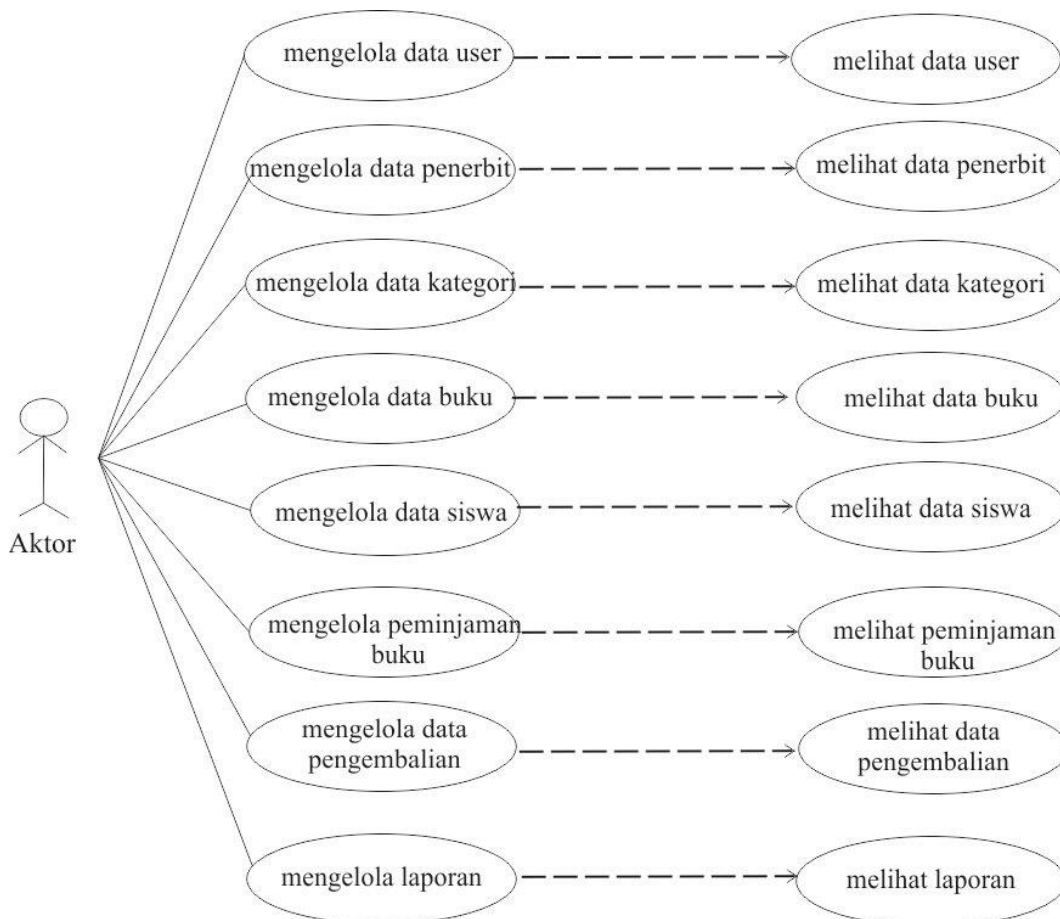 mengelola data user
melihat data user
mengelola data penerbit
melihat data penerbit
mengelola data kategori
melihat data kategori
mengelola data buku
melihat data buku
mengelola data siswa
melihat data siswa
Aktor
mengelola peminjaman
buku
melihat peminjaman
buku
mengelola data
pengembalian
melihat data
pengembalian
mengelola laporan
melihat laporan